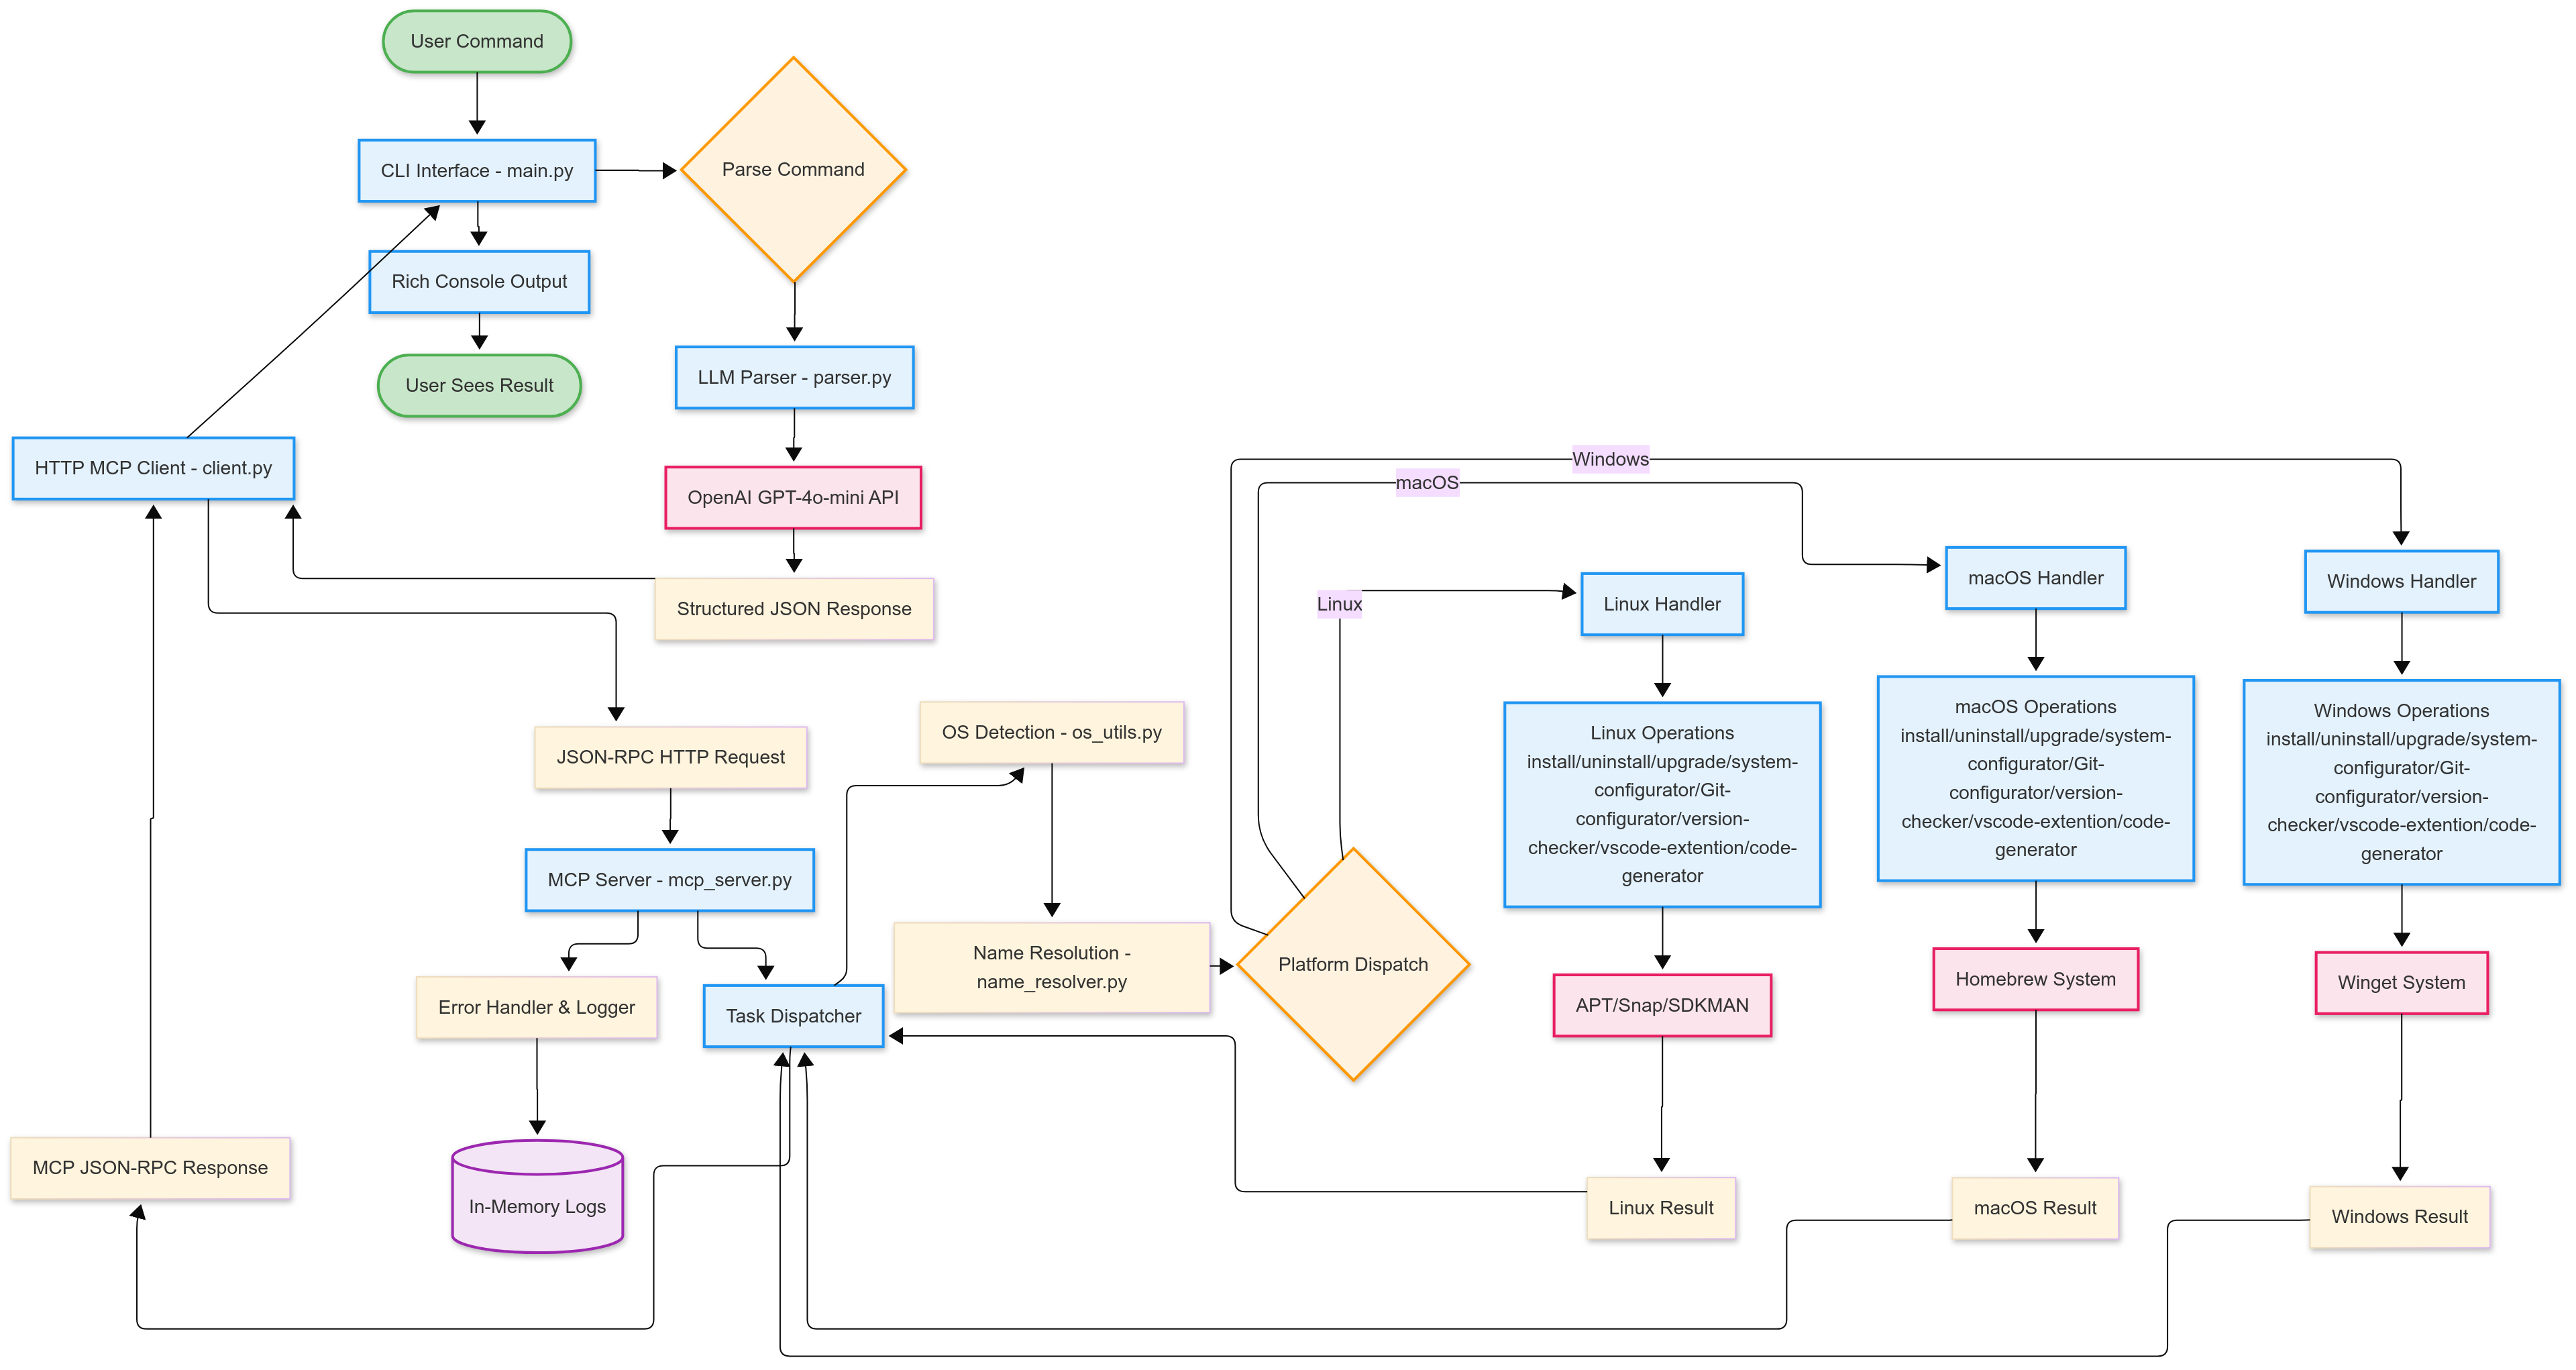 User Command
CLI Interface - main.py
Parse Command
Rich Console Output
User Sees Result
LLM Parser - parser.py
HTTP MCP Client - client.py
OpenAI GPT-4o-mini API
Structured JSON Response
Windows
macOS
Linux
Linux Handler
macOS Handler
Windows Handler
JSON-RPC HTTP Request
OS Detection - os_utils.py
Linux Operations
install/uninstall/upgrade/system-
configurator/Git-
configurator/version-
checker/vscode-extention/code-
generator
macOS Operations
install/uninstall/upgrade/system-
configurator/Git-
configurator/version-
checker/vscode-extention/code-
generator
Windows Operations
install/uninstall/upgrade/system-
configurator/Git-
configurator/version-
checker/vscode-extention/code-
generator
MCP Server - mcp_server.py
Error Handler & Logger
Task Dispatcher
Name Resolution -
name_resolver.py
Platform Dispatch
APT/Snap/SDKMAN
Homebrew System
Winget System
MCP JSON-RPC Response
In-Memory Logs
Linux Result
macOS Result
Windows Result